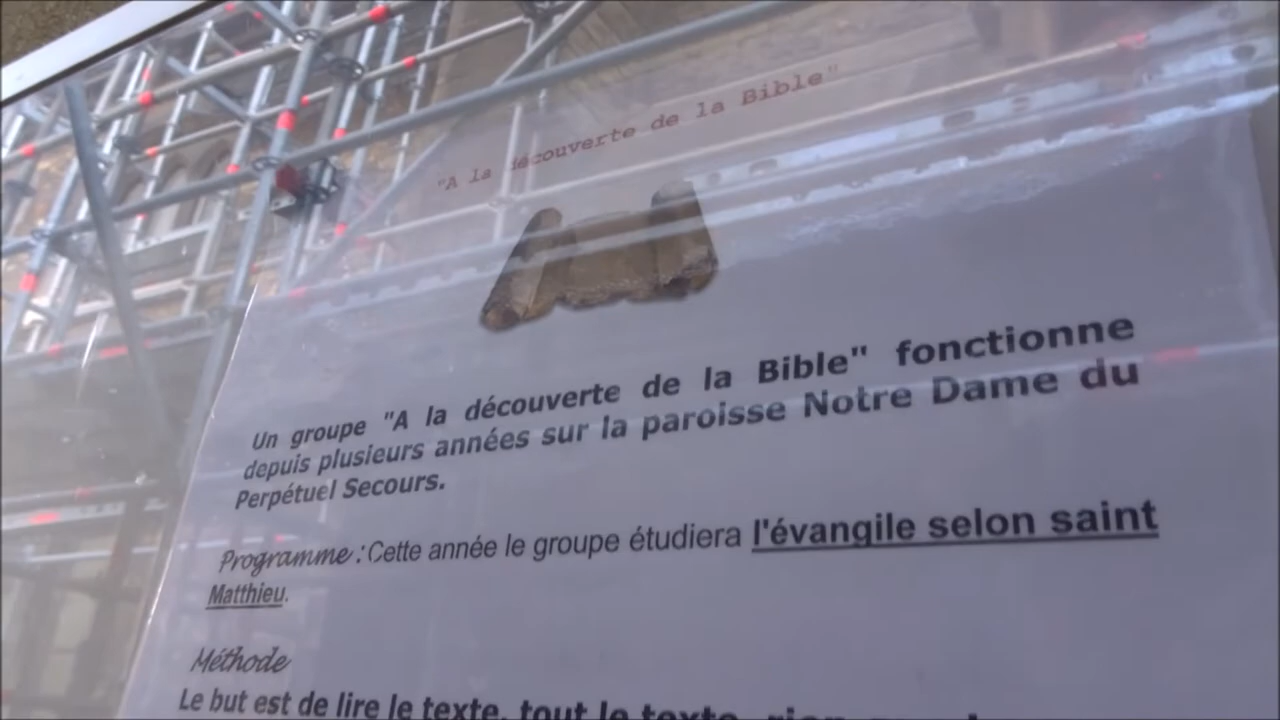 "A la découverte de la Bible"
Un groupe "A la découverte de la Bible" fonctionne
depuis plusieurs années sur la paroisse Notre Dame du
Perpétuel Secours.
Programme : Cette année le groupe étudiera l'évangile selon saint
Matthieu.
Méthode
Le but est de lire le texte, tout le texte,